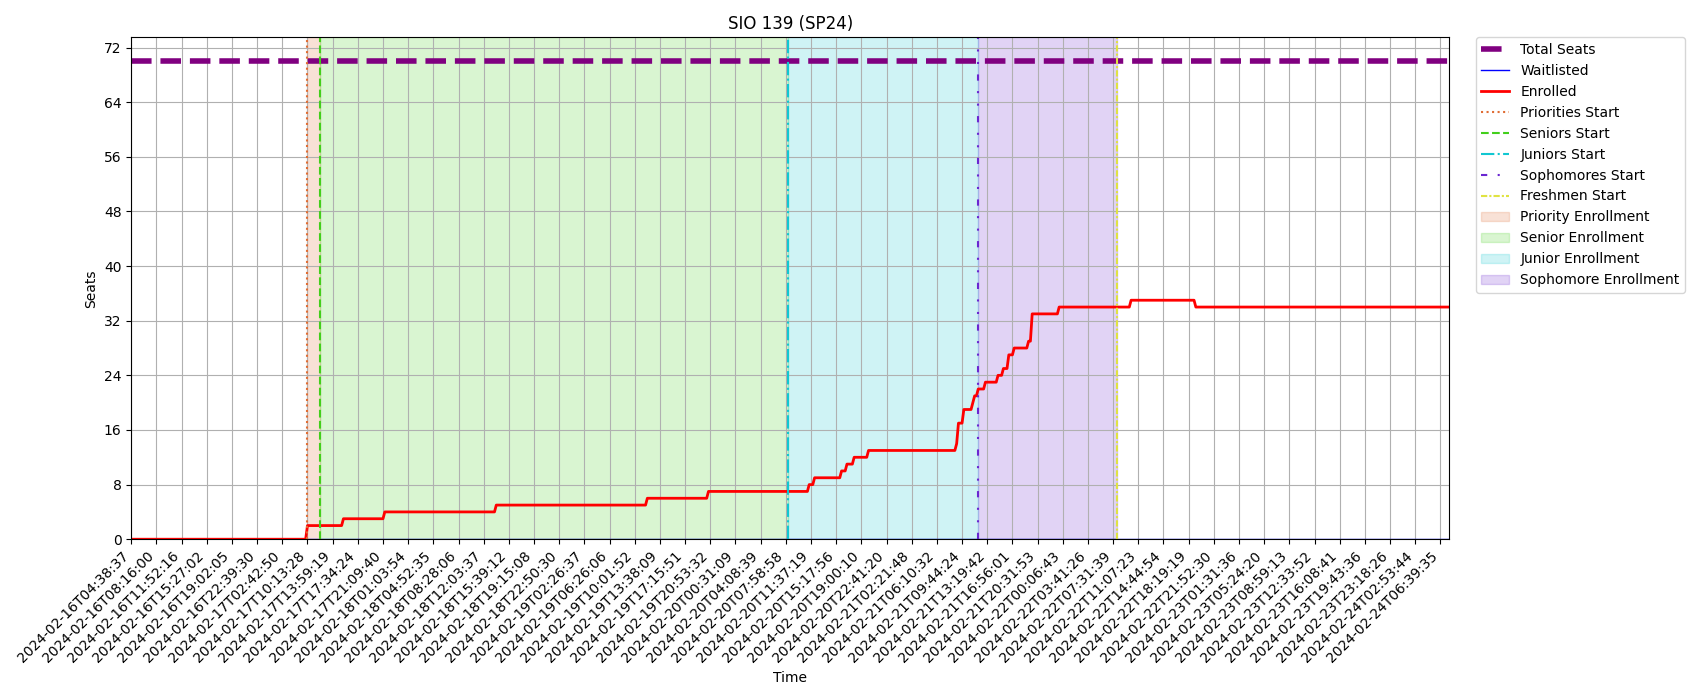 SIO 139 (SP24)
72
64
56
48
40
32
24
16
8
0
Seats
2024-02-16T04:38:37
2024-02-16T08:16:00
2024-02-16T11:52:16
2024-02-16T15:27:02
2024-02-16T19:02:05
2024-02-16T22:39:30
2024-02-17T02:42:50
2024-02-17T10:13:28
2024-02-17T13:59:19
2024-02-17T17:34:24
2024-02-17T21:09:40
2024-02-18T01:03:54
2024-02-18T04:52:35
2024-02-18T08:28:06
2024-02-18T12:03:37
2024-02-18T15:39:12
2024-02-18T19:15:08
2024-02-18T22:50:30
2024-02-19T02:26:37
2024-02-19T06:26:06
2024-02-19T10:01:52
2024-02-19T13:38:09
2024-02-19T17:15:51
2024-02-19T20:53:32
2024-02-20T00:31:09
2024-02-20T04:08:39
2024-02-20T07:58:58
2024-02-20T11:37:19
2024-02-20T15:17:56
2024-02-20T19:00:10
2024-02-20T22:41:20
2024-02-21T02:21:48
2024-02-21T06:10:32
2024-02-21T09:44:24
2024-02-21T13:19:42
2024-02-21T16:56:01
2024-02-21T20:31:53
2024-02-22T00:06:43
2024-02-22T03:41:26
2024-02-22T07:31:39
2024-02-22T11:07:23
2024-02-22T14:44:54
2024-02-22T18:19:19
2024-02-22T21:52:30
2024-02-23T01:31:36
2024-02-23T05:24:20
2024-02-23T08:59:13
2024-02-23T12:33:52
2024-02-23T16:08:41
2024-02-23T19:43:36
2024-02-23T23:18:26
2024-02-24T02:53:44
2024-02-24T06:39:35
Time
Total Seats
Waitlisted
Enrolled
Priorities Start
Seniors Start
Juniors Start
Sophomores Start
Freshmen Start
Priority Enrollment
Senior Enrollment
Junior Enrollment
Sophomore Enrollment